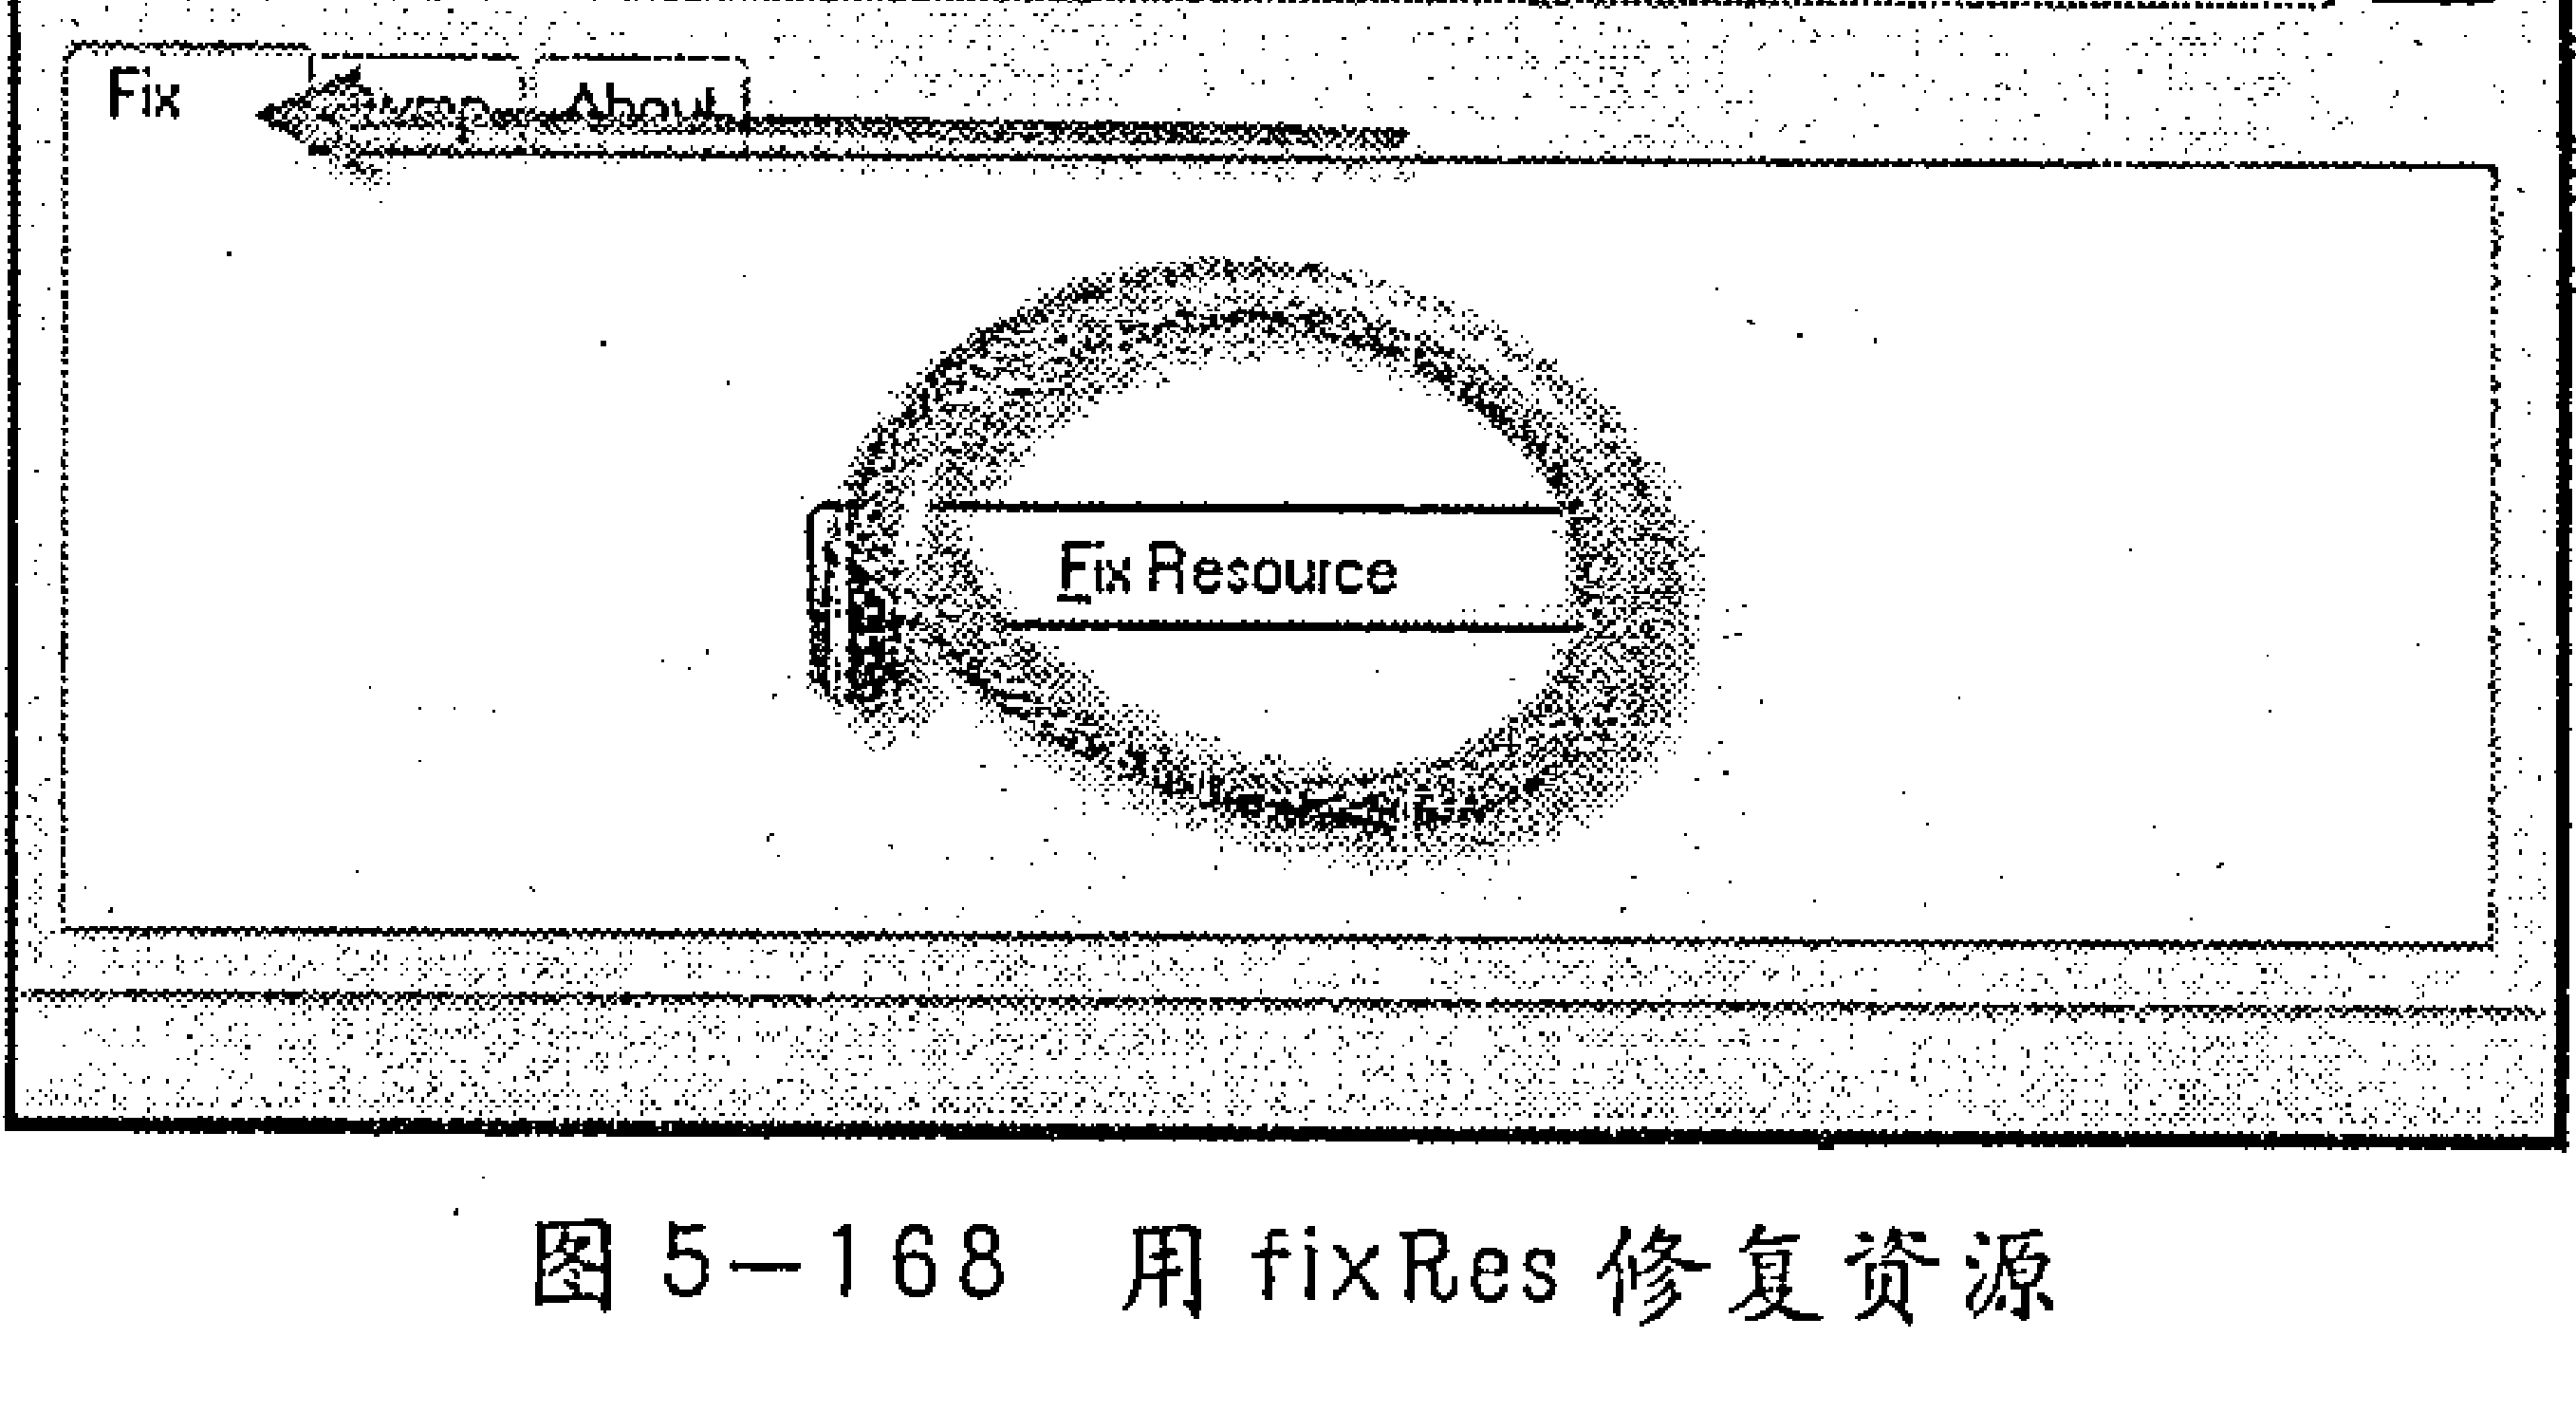 Fix About
Fix Resource
图 5-168 用 fixRes 修复资源